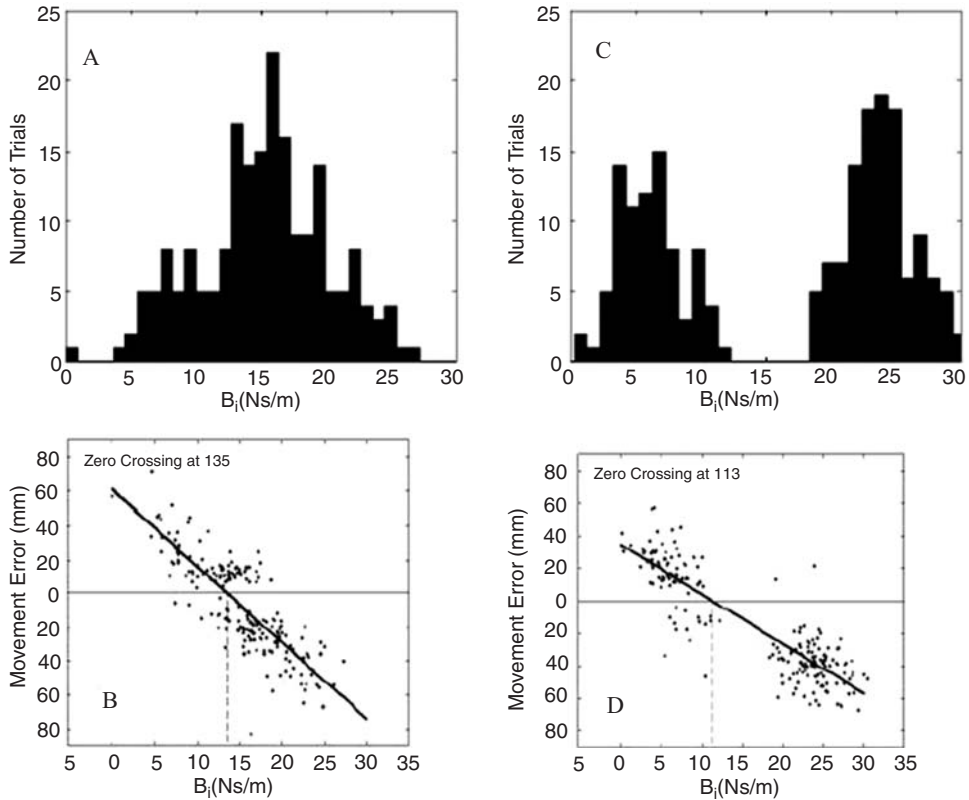 25
20
15
10
5
0
A
Number of Trials
0 5 10 15 20 25 30
Bi(Ns/m)
25
20
15
10
5
0
C
Number of Trials
0 5 10 15 20 25 30
Bi(Ns/m)
80
60
40
20
0
20
40
60
80
Zero Crossing at 135
Movement Error (mm)
B
5 0 5 10 15 20 25 30 35
Bi(Ns/m)
80
60
40
20
0
20
40
60
80
Zero Crossing at 113
Movement Error (mm)
D
5 0 5 10 15 20 25 30 35
Bi(Ns/m)